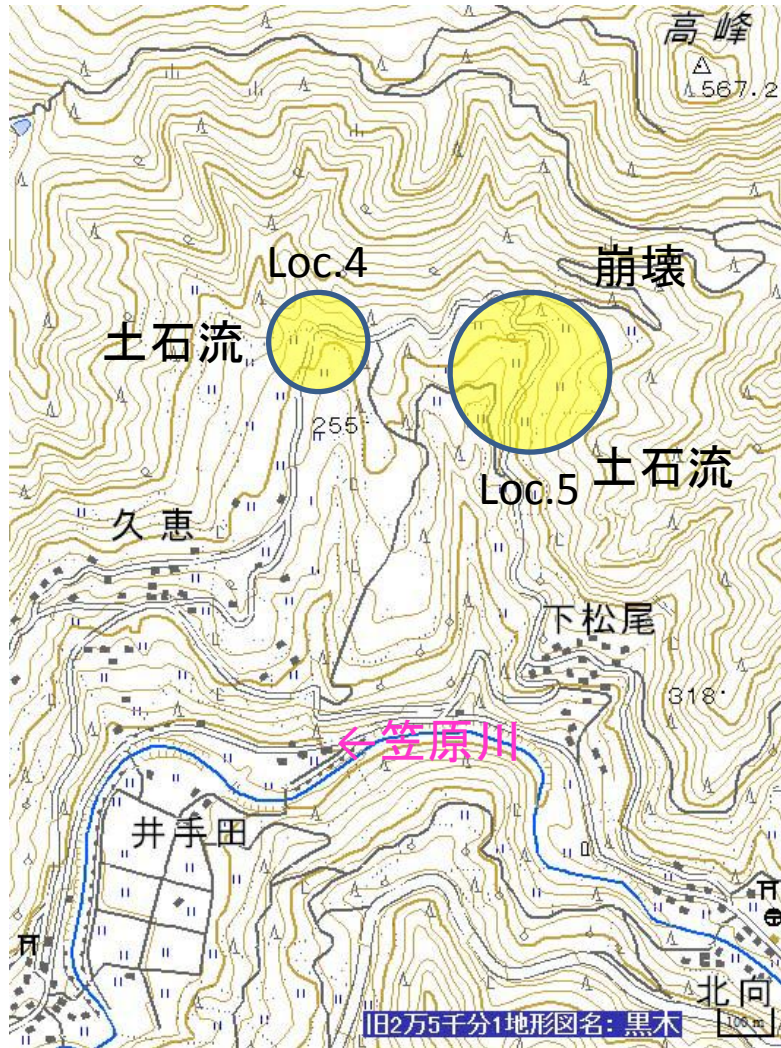 高峰
567.2
Loc.4
崩壊
土石流
255
Loc.5
土石流
久恵
下松尾
318
←笠原川
井手田
北向
旧2万5千分1地形図名：黒木
100 m